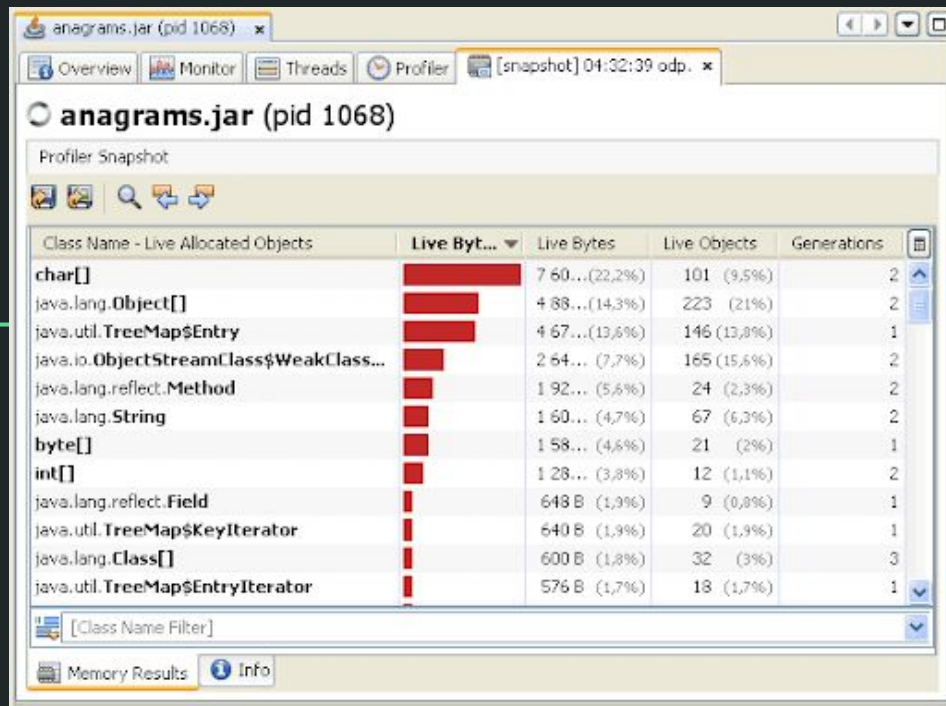 anagrams.jar (pid 1068)
Overview Monitor Threads Profiler [snapshot] 04:32:39 odp.
anagrams.jar (pid 1068)
Profiler Snapshot
Class Name - Live Allocated Objects Live Byt... Live Bytes Live Objects Generations
char[] 7 60...(22,2%) 101 (9,5%) 2
java.lang.Object[] 4 88...(14,3%) 223 (21%) 2
java.util.TreeMap$Entry 4 67...(13,6%) 146 (13,8%) 1
java.io.ObjectStreamClass$WeakClass... 2 64... (7,7%) 165 (15,6%) 2
java.lang.reflect.Method 1 92... (5,6%) 24 (2,3%) 2
java.lang.String 1 60... (4,7%) 67 (6,3%) 2
byte[] 1 58... (4,6%) 21 (2%) 1
int[] 1 28... (3,8%) 12 (1,1%) 2
java.lang.reflect.Field 648 B (1,9%) 9 (0,8%) 1
java.util.TreeMap$KeyIterator 640 B (1,9%) 20 (1,9%) 1
java.lang.Class[] 600 B (1,8%) 32 (3%) 3
java.util.TreeMap$EntryIterator 576 B (1,7%) 18 (1,7%) 1
[Class Name Filter]
Memory Results Info